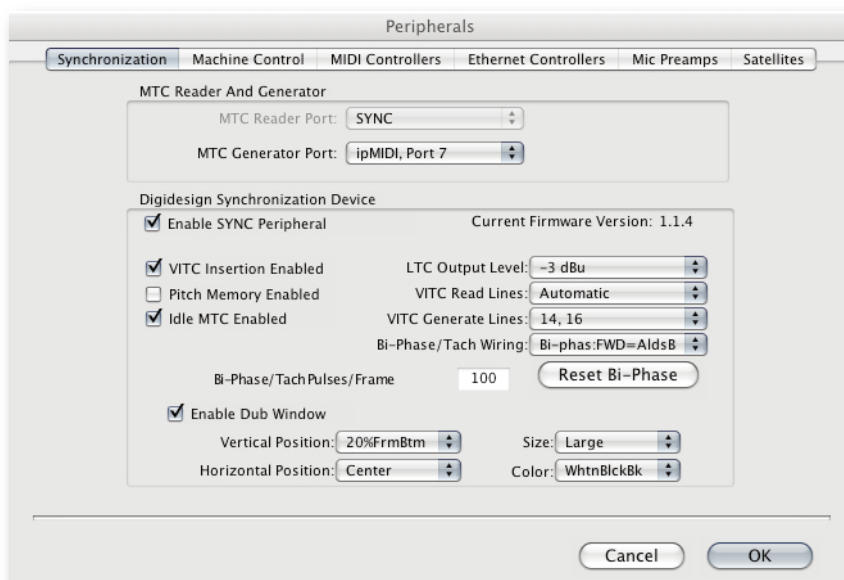 Peripherals
Synchronization Machine Control MIDI Controllers Ethernet Controllers Mic Preamps Satellites
MTC Reader And Generator
MTC Reader Port: SYNC
MTC Generator Port: ipMIDI, Port 7
Digidesign Synchronization Device
Enable SYNC Peripheral Current Firmware Version: 1.1.4
VITC Insertion Enabled LTC Output Level: -3 dBu
Pitch Memory Enabled VITC Read Lines: Automatic
Idle MTC Enabled VITC Generate Lines: 14, 16
Bi-Phase/Tach Wiring: Bi-phas:FWD=AldsB
Bi-Phase/Tach Pulses/Frame 100 Reset Bi-Phase
Enable Dub Window
Vertical Position: 20%FrmBtm Size: Large
Horizontal Position: Center Color: WhtnBlckBk
Cancel OK